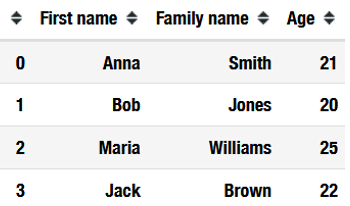 First name Family name Age
0 Anna Smith 21
1 Bob Jones 20
2 Maria Williams 25
3 Jack Brown 22